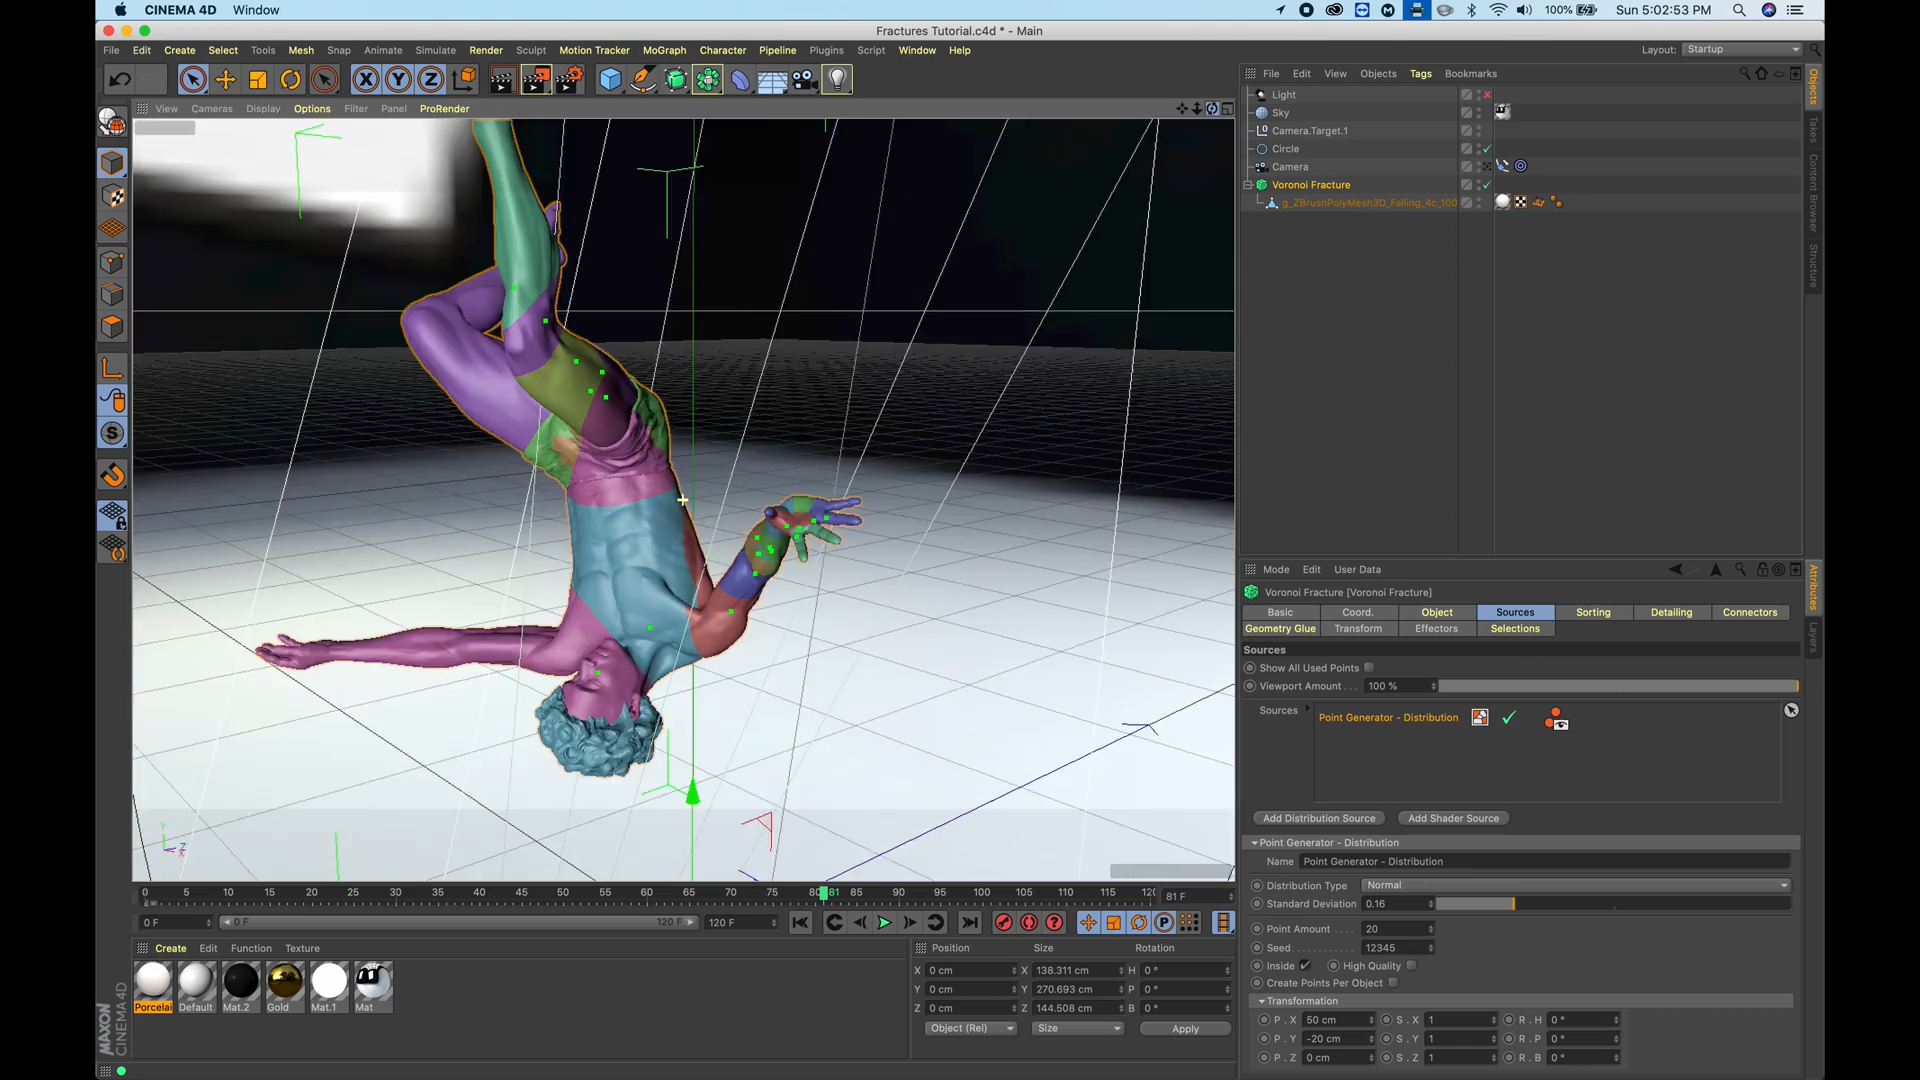 CINEMA 4D Window 100% Sun 5:02:53 PM
Fractures Tutorial.c4d * - Main
File Edit Create Select Tools Mesh Snap Animate Simulate Render Sculpt Motion Tracker MoGraph Character Pipeline Plugins Script Window Help Layout: Startup
X Y Z
File Edit View Objects Tags Bookmarks
View Cameras Display Options Filter Panel ProRender
Light
Sky
Camera.Target.1
Circle
Camera
Voronoi Fracture
g_ZBrushPolyMesh3D_Falling_4c_100
Objects
Takes
Content Browser
Structure
Mode Edit User Data
Voronoi Fracture [Voronoi Fracture]
Basic Coord. Object Sources Sorting Detailing Connectors
Geometry Glue Transform Effectors Selections
Attributes
Layers
Sources
Show All Used Points
Viewport Amount . . . 100 %
Sources Point Generator - Distribution
Add Distribution Source Add Shader Source
Point Generator - Distribution
Name Point Generator - Distribution
Distribution Type Normal
Standard Deviation 0.16
Point Amount . . . 20
Seed 12345
Inside High Quality
Create Points Per Object
Transformation
P . X 50 cm S . X 1 R . H 0 °
P . Y -20 cm S . Y 1 R . P 0 °
P . Z 0 cm S . Z 1 R . B 0 °
Y Z X
0 5 10 15 20 25 30 35 40 45 50 55 60 65 70 75 80 81 85 90 95 100 105 110 115 120 81 F
0 F 0 F 120 F 120 F
Create Edit Function Texture
Porcelai Default Mat.2 Gold Mat.1 Mat
Position Size Rotation
X 0 cm X 138.311 cm H 0 °
Y 0 cm Y 270.693 cm P 0 °
Z 0 cm Z 144.508 cm B 0 °
Object (Rel) Size Apply
MAXON
CINEMA 4D